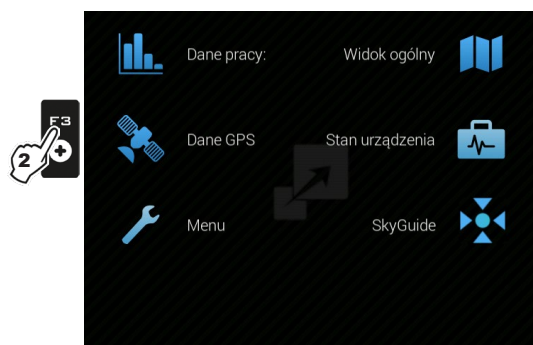 Dane pracy: Widok ogólny
F3
Dane GPS Stan urządzenia
2
Menu SkyGuide